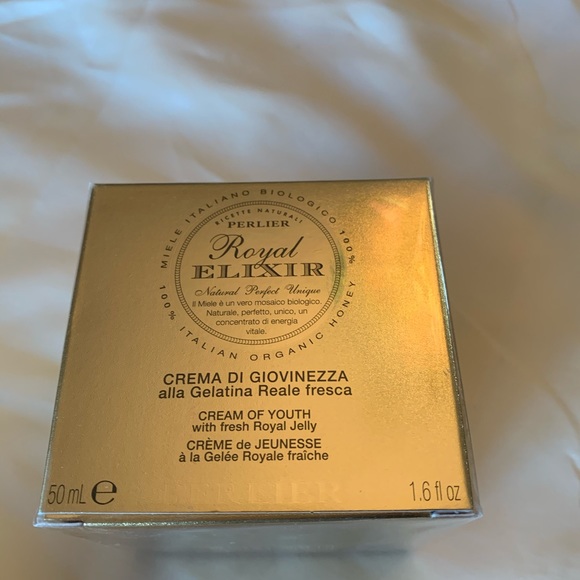 100% MIELE ITALIANO BIOLOGICO 100%
RICETTE NATURALI
PERLIER
Royal
ELIXIR
Natural Perfect Unique
Il Miele è un vero mosaico biologico.
Naturale, perfetto, unico, un
concentrato di energia
vitale.
ITALIAN ORGANIC HONEY
CREMA DI GIOVINEZZA
alla Gelatina Reale fresca
CREAM OF YOUTH
with fresh Royal Jelly
CRÈME de JEUNESSE
à la Gelée Royale fraîche
50 mL e
1.6 fl oz
PERLIER